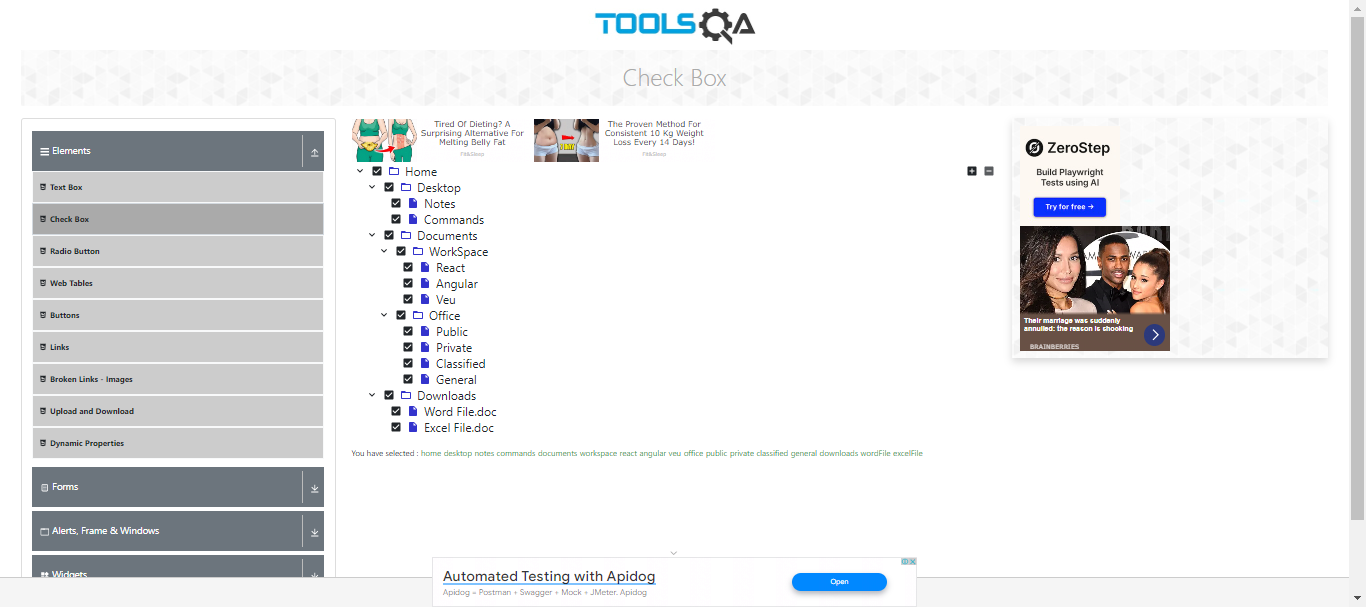 TOOLSQA
Check Box
Elements
Text Box
Check Box
Radio Button
Web Tables
Buttons
Links
Broken Links - Images
Upload and Download
Dynamic Properties
Forms
Alerts, Frame & Windows
Widgets
Tired Of Dieting? A
Surprising Alternative For
Melting Belly Fat
Fit&Sleep
The Proven Method For
Consistent 10 Kg Weight
Loss Every 14 Days!
Fit&Sleep
Home
Desktop
Notes
Commands
Documents
WorkSpace
React
Angular
Veu
Office
Public
Private
Classified
General
Downloads
Word File.doc
Excel File.doc
You have selected : home desktop notes commands documents workspace react angular veu office public private classified general downloads wordFile excelFile
ZeroStep
Build Playwright
Tests using AI
Try for free →
Their marriage was suddenly
annulled: the reason is shocking
BRAINBERRIES
Automated Testing with Apidog
Apidog = Postman + Swagger + Mock + JMeter. Apidog
Open